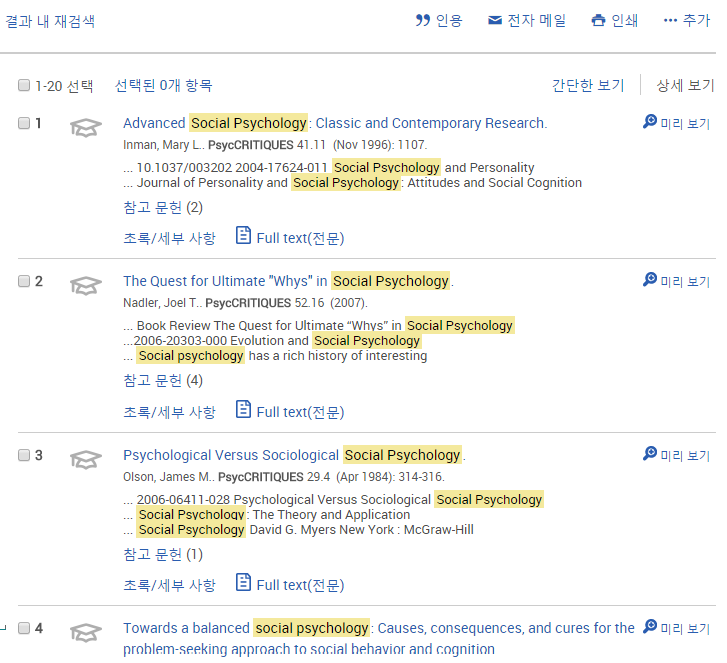 결과 내 재검색
인용 전자 메일 인쇄 추가
1-20 선택 선택된 0개 항목 간단한 보기 상세 보기
1 Advanced Social Psychology: Classic and Contemporary Research. 미리 보기
Inman, Mary L.. PsycCRITIQUES 41.11 (Nov 1996): 1107.
... 10.1037/003202 2004-17624-011 Social Psychology and Personality
... Journal of Personality and Social Psychology: Attitudes and Social Cognition
참고 문헌 (2)
초록/세부 사항 Full text(전문)
2 The Quest for Ultimate "Whys" in Social Psychology. 미리 보기
Nadler, Joel T.. PsycCRITIQUES 52.16 (2007).
... Book Review The Quest for Ultimate “Whys” in Social Psychology
...2006-20303-000 Evolution and Social Psychology
... Social psychology has a rich history of interesting
참고 문헌 (4)
초록/세부 사항 Full text(전문)
3 Psychological Versus Sociological Social Psychology. 미리 보기
Olson, James M.. PsycCRITIQUES 29.4 (Apr 1984): 314-316.
... 2006-06411-028 Psychological Versus Sociological Social Psychology
... Social Psychology: The Theory and Application
... Social Psychology David G. Myers New York : McGraw-Hill
참고 문헌 (1)
초록/세부 사항 Full text(전문)
4 Towards a balanced social psychology: Causes, consequences, and cures for the 미리 보기
problem-seeking approach to social behavior and cognition